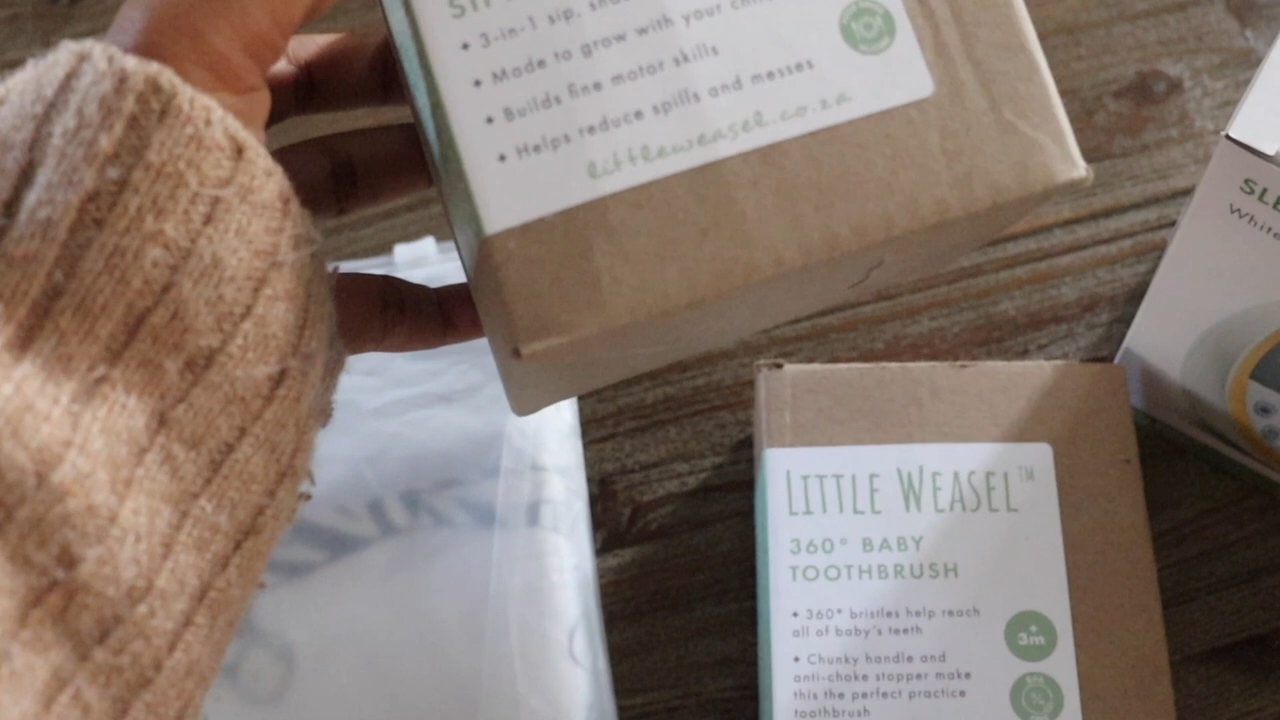 3-in-1 sip,
Made to grow with your
Builds fine motor skills
Helps reduce spills and messes
littleweasel.co.za
LITTLE WEASEL™
360° BABY
TOOTHBRUSH
360° bristles help reach
all of baby's teeth
Chunky handle and
anti-choke stopper make
this the perfect practice
toothbrush
+
3m